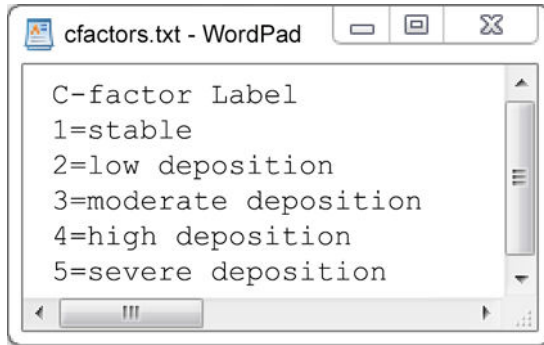 cfactors.txt - WordPad
C-factor Label
1=stable
2=low deposition
3=moderate deposition
4=high deposition
5=severe deposition